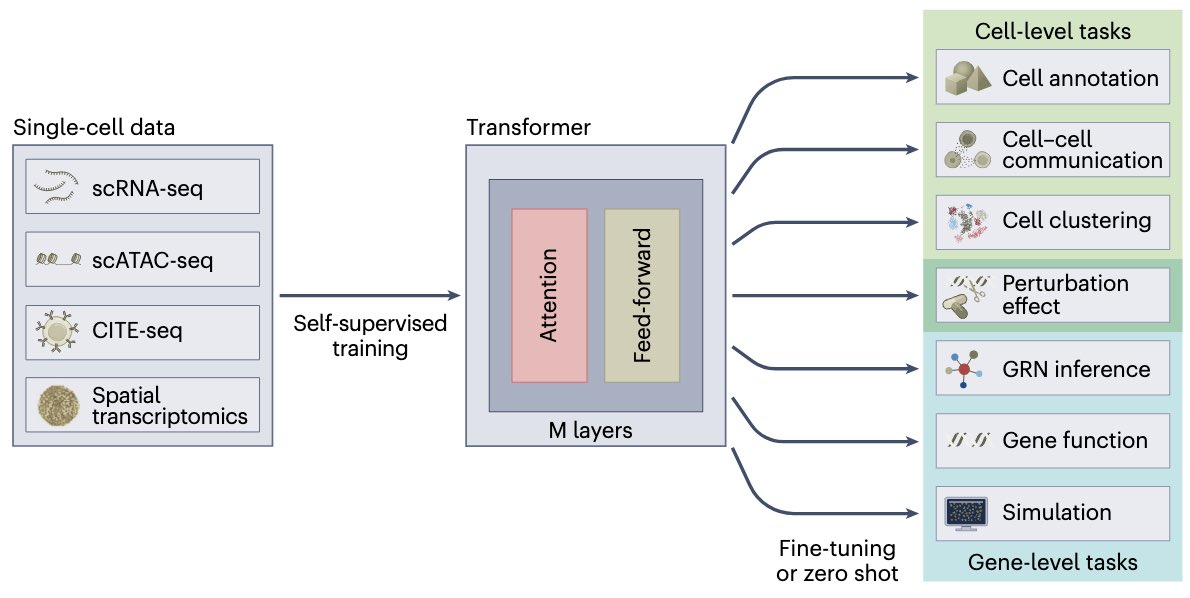 Single-cell data
scRNA-seq
scATAC-seq
CITE-seq
Spatial
transcriptomics
Self-supervised
training
Transformer
Attention
Feed-forward
M layers
Fine-tuning
or zero shot
Cell-level tasks
Cell annotation
Cell–cell
communication
Cell clustering
Perturbation
effect
GRN inference
Gene function
Simulation
Gene-level tasks